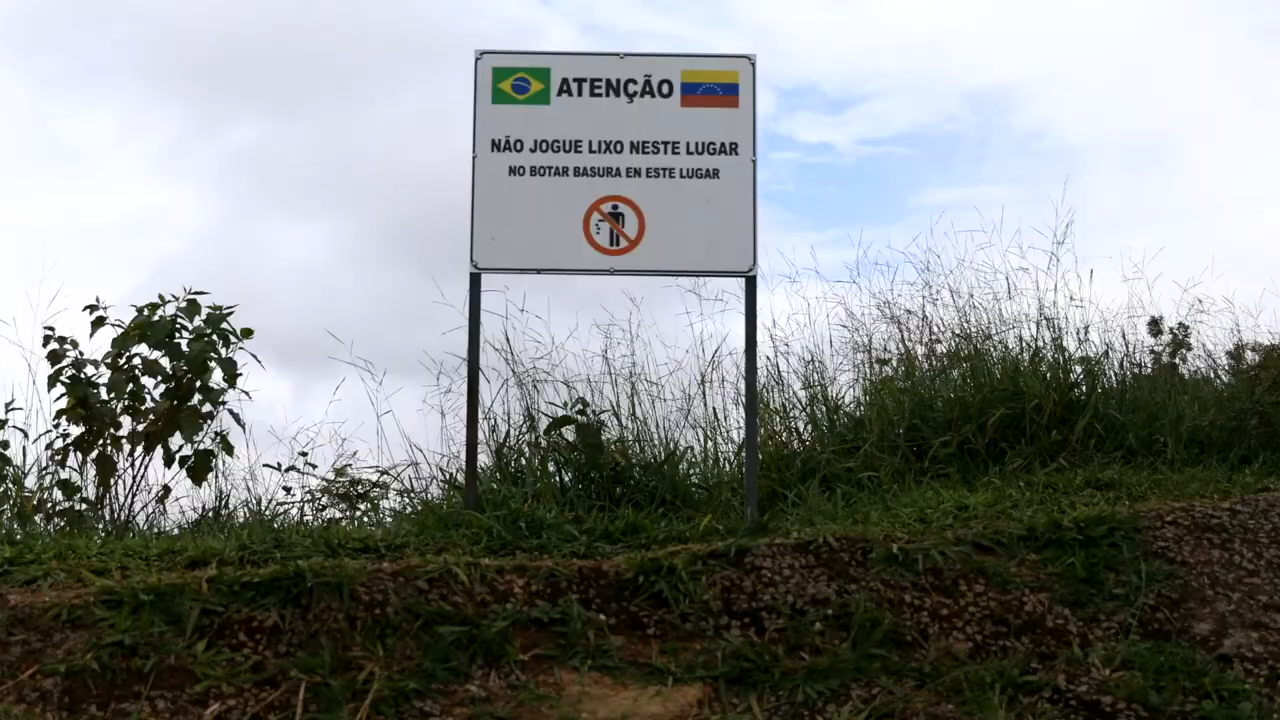 ATENÇÃO
NÃO JOGUE LIXO NESTE LUGAR
NO BOTAR BASURA EN ESTE LUGAR